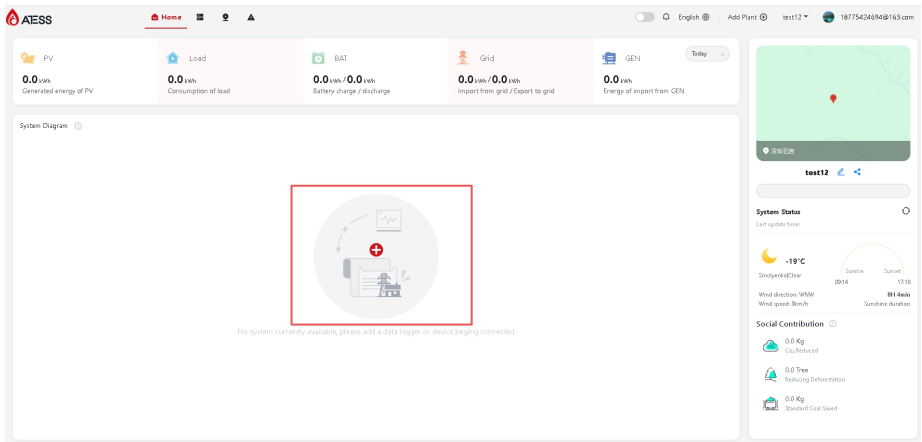 ATESS
Home
English
Add Plant
test12
18775424694@163.com
PV
0.0 kWh
Generated energy of PV
Load
0.0 kWh
Consumption of load
BAT
0.0 kWh/0.0 kWh
Battery charge / discharge
Grid
0.0 kWh/0.0 kWh
Import from grid / Export to grid
GEN
0.0 kWh
Energy of import from GEN
Today
System Diagram
No system currently available, please add a data logger or device beging connected
test12
System Status
Last update time:
-19°C
Smolyenka|Clear
Sunrise
Sunset
09:14
17:18
Wind direction: WNW
8H 4min
Wind speed: 9km/h
Sunshine duration
Social Contribution
0.0 Kg
Co₂Reduced
0.0 Tree
Reducing Deforestation
0.0 Kg
Standard Coal Saved